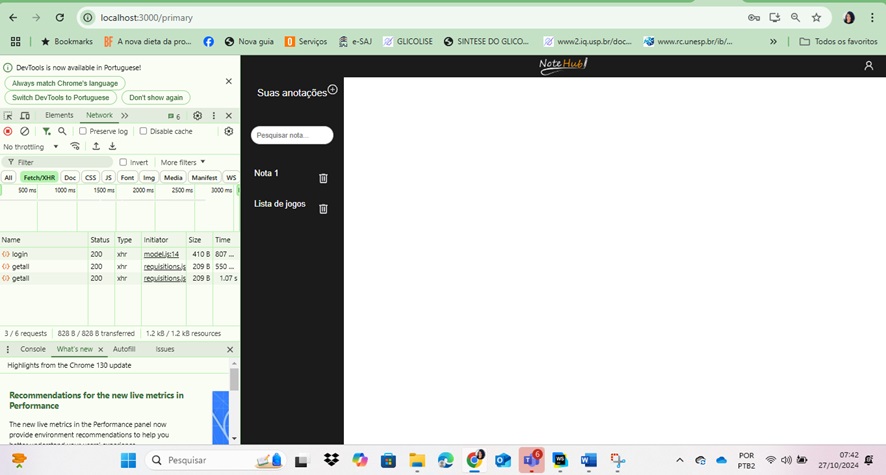 localhost:3000/primary
Bookmarks
A nova dieta da pro...
Nova guia
Serviços
e-SAJ
GLICOLISE
SINTESE DO GLICO...
www2.iq.usp.br/doc...
www.rc.unesp.br/ib/...
»
Todos os favoritos
DevTools is now available in Portuguese!
Always match Chrome's language
Switch DevTools to Portuguese
Don't show again
Elements
Network
»
6
Preserve log
Disable cache
No throttling
Filter
Invert
More filters
All
Fetch/XHR
Doc
CSS
JS
Font
Img
Media
Manifest
WS
500 ms
1000 ms
1500 ms
2000 ms
2500 ms
3000 ms
Name Status Type Initiator Size Time
login 200 xhr model.js:14 410 B 807 ...
getall 200 xhr requisitions.js 209 B 550 ...
getall 200 xhr requisitions.js 209 B 1.07 s
3 / 6 requests
828 B / 828 B transferred
1.2 kB / 1.2 kB resources
Console
What's new
Autofill
Issues
Highlights from the Chrome 130 update
Recommendations for the new live metrics in
Performance
The new live metrics in the Performance panel now
provide environment recommendations to help you
NoteHub!
Suas anotações
Pesquisar nota...
Nota 1
Lista de jogos
Pesquisar
6
POR
PTB2
07:42
27/10/2024